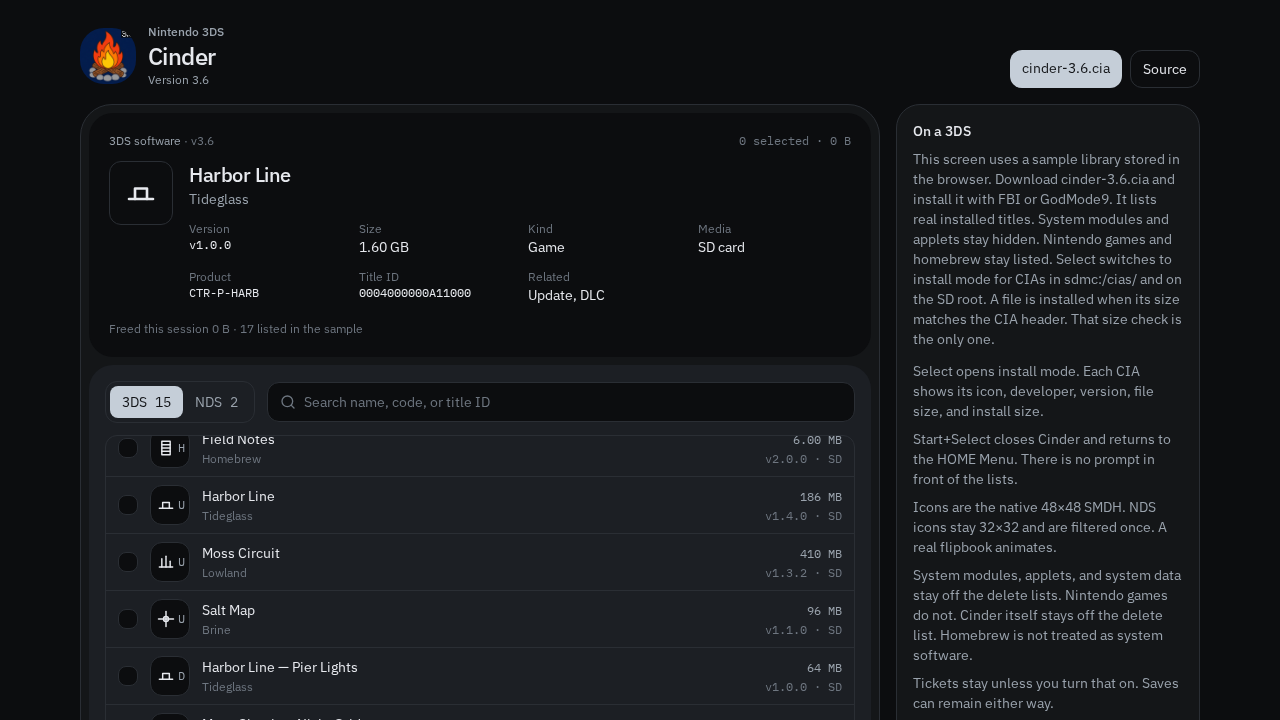 Nintendo 3DS
Cinder
Version 3.6
cinder-3.6.cia
Source
3DS software · v3.6
0 selected · 0 B
Harbor Line
Tideglass
Version
v1.0.0
Size
1.60 GB
Kind
Game
Media
SD card
Product
CTR-P-HARB
Title ID
0004000000A11000
Related
Update, DLC
Freed this session 0 B · 17 listed in the sample
3DS 15
NDS 2
Search name, code, or title ID
H
Field Notes
6.00 MB
Homebrew
v2.0.0 · SD
U
Harbor Line
186 MB
Tideglass
v1.4.0 · SD
U
Moss Circuit
410 MB
Lowland
v1.3.2 · SD
U
Salt Map
96 MB
Brine
v1.1.0 · SD
D
Harbor Line — Pier Lights
64 MB
Tideglass
v1.0.0 · SD
On a 3DS
This screen uses a sample library stored in
the browser. Download cinder-3.6.cia and
install it with FBI or GodMode9. It lists
real installed titles. System modules and
applets stay hidden. Nintendo games and
homebrew stay listed. Select switches to
install mode for CIAs in sdmc:/cias/ and on
the SD root. A file is installed when its size
matches the CIA header. That size check is
the only one.
Select opens install mode. Each CIA
shows its icon, developer, version, file
size, and install size.
Start+Select closes Cinder and returns to
the HOME Menu. There is no prompt in
front of the lists.
Icons are the native 48×48 SMDH. NDS
icons stay 32×32 and are filtered once. A
real flipbook animates.
System modules, applets, and system data
stay off the delete lists. Nintendo games
do not. Cinder itself stays off the delete
list. Homebrew is not treated as system
software.
Tickets stay unless you turn that on. Saves
can remain either way.